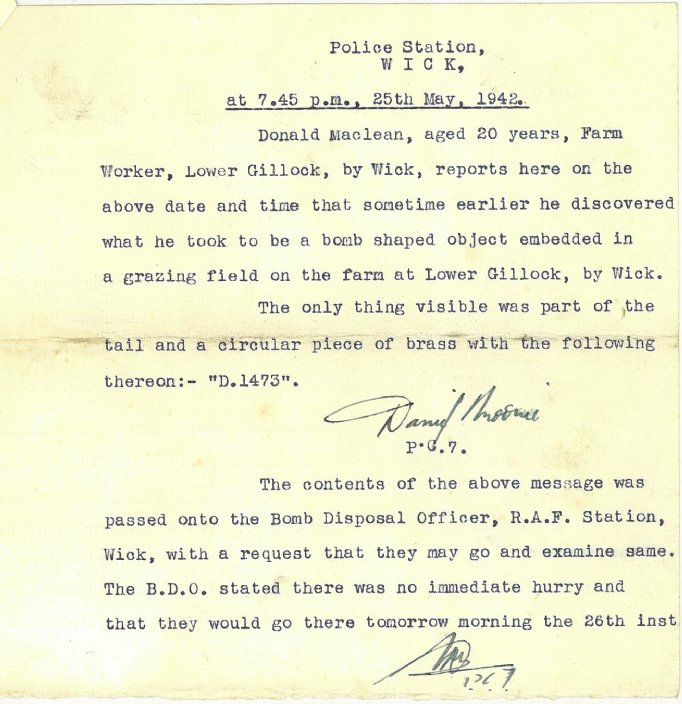 Police Station,
W I C K,
at 7.45 p.m., 25th May, 1942.
Donald Maclean, aged 20 years, Farm
Worker, Lower Gillock, by Wick, reports here on the
above date and time that sometime earlier he discovered
what he took to be a bomb shaped object embedded in
a grazing field on the farm at Lower Gillock, by Wick.
The only thing visible was part of the
tail and a circular piece of brass with the following
thereon:- "D.1473".
P.C.7.
The contents of the above message was
passed onto the Bomb Disposal Officer, R.A.F. Station,
Wick, with a request that they may go and examine same.
The B.D.O. stated there was no immediate hurry and
that they would go there tomorrow morning the 26th inst
P.C.7.